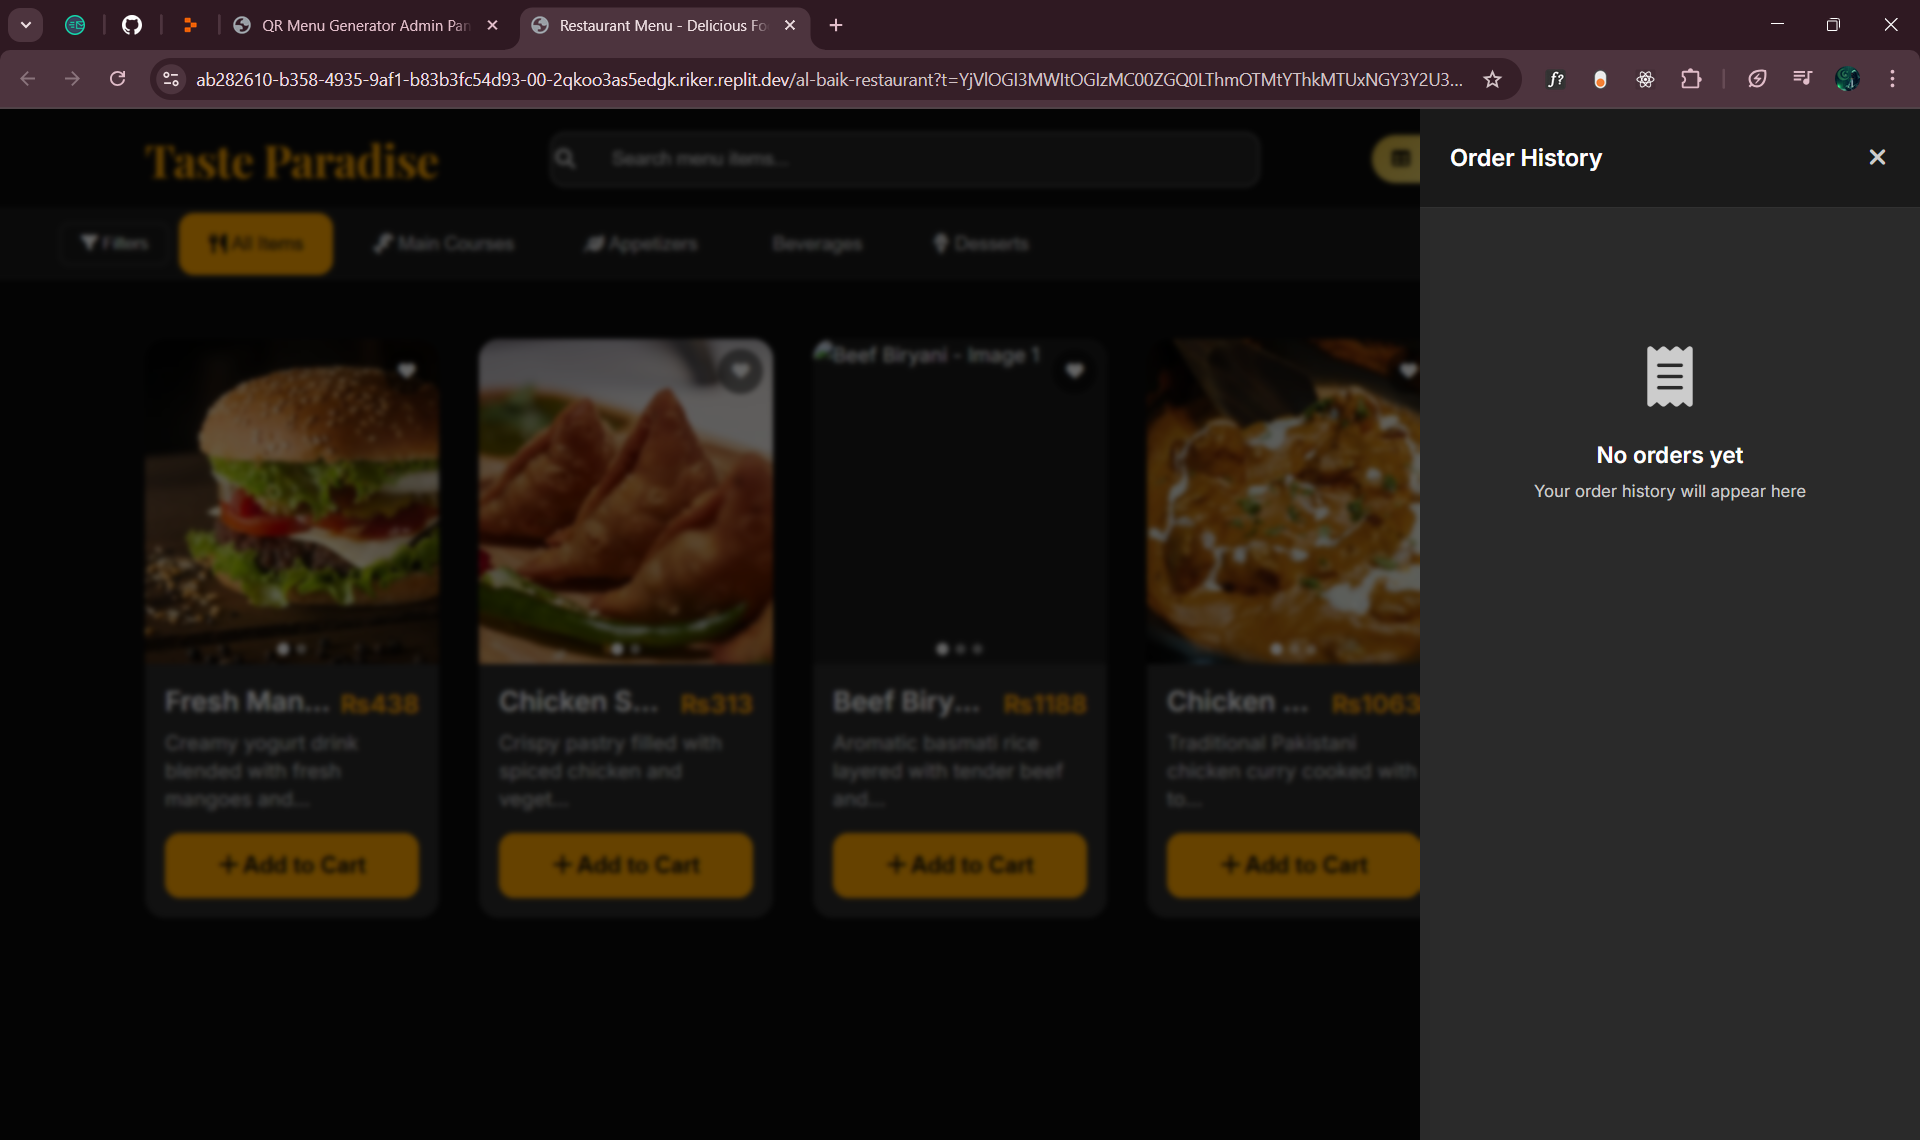 QR Menu Generator Admin Pan
Restaurant Menu - Delicious Fo
ab282610-b358-4935-9af1-b83b3fc54d93-00-2qkoo3as5edgk.riker.replit.dev/al-baik-restaurant?t=YjVlOGI3MWItOGIzMC00ZGQ0LThmOTMtYThkMTUxNGY3Y2U3...
f?
Taste Paradise
Search menu items...
Order History
Filters
All Items
Main Courses
Appetizers
Beverages
Desserts
Beef Biryani - Image 1
No orders yet
Your order history will appear here
Fresh Man... Rs438
Creamy yogurt drink
blended with fresh
mangoes and...
+ Add to Cart
Chicken S... Rs313
Crispy pastry filled with
spiced chicken and
veget...
+ Add to Cart
Beef Biry... Rs1188
Aromatic basmati rice
layered with tender beef
and...
+ Add to Cart
Chicken ... Rs1063
Traditional Pakistani
chicken curry cooked with
to...
+ Add to Cart